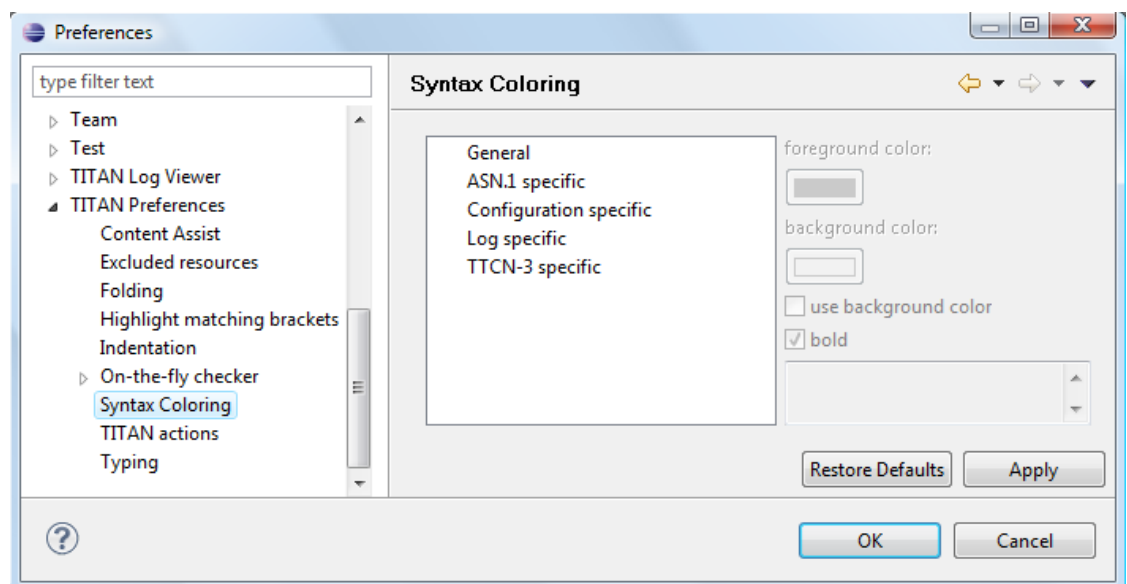 Preferences
type filter text
Team
Test
TITAN Log Viewer
TITAN Preferences
Content Assist
Excluded resources
Folding
Highlight matching brackets
Indentation
On-the-fly checker
Syntax Coloring
TITAN actions
Typing
Syntax Coloring
General
ASN.1 specific
Configuration specific
Log specific
TTCN-3 specific
foreground color:
background color:
use background color
bold
Restore Defaults
Apply
?
OK
Cancel